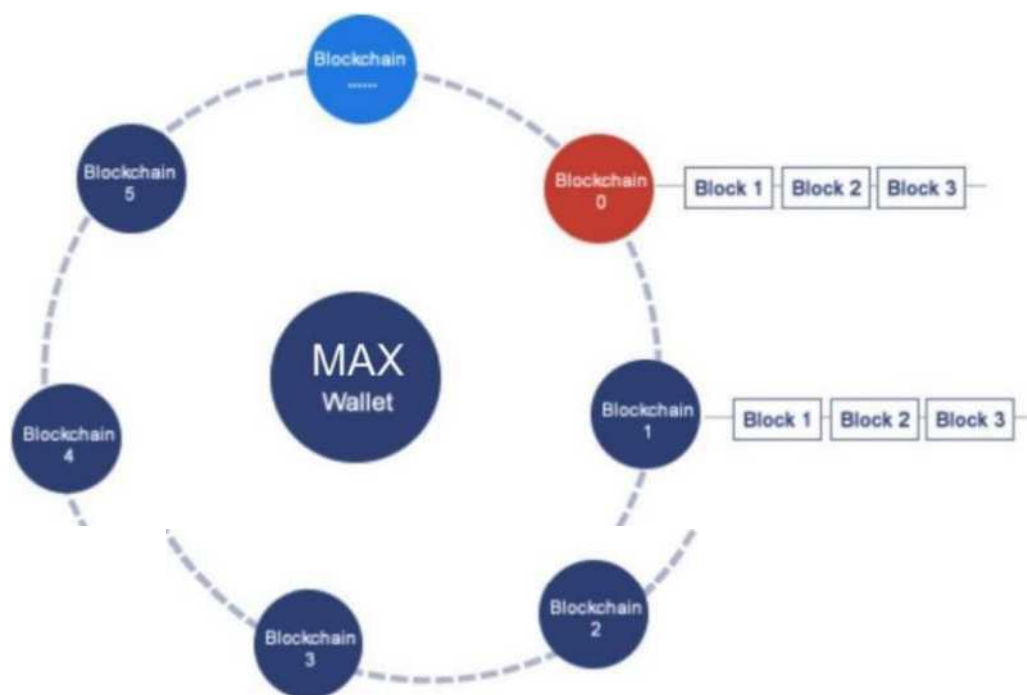 Blockchain
......
Blockchain
0
Block 1
Block 2
Block 3
Blockchain
5
MAX
Wallet
Blockchain
1
Block 1
Block 2
Block 3
Blockchain
4
Blockchain
2
Blockchain
3